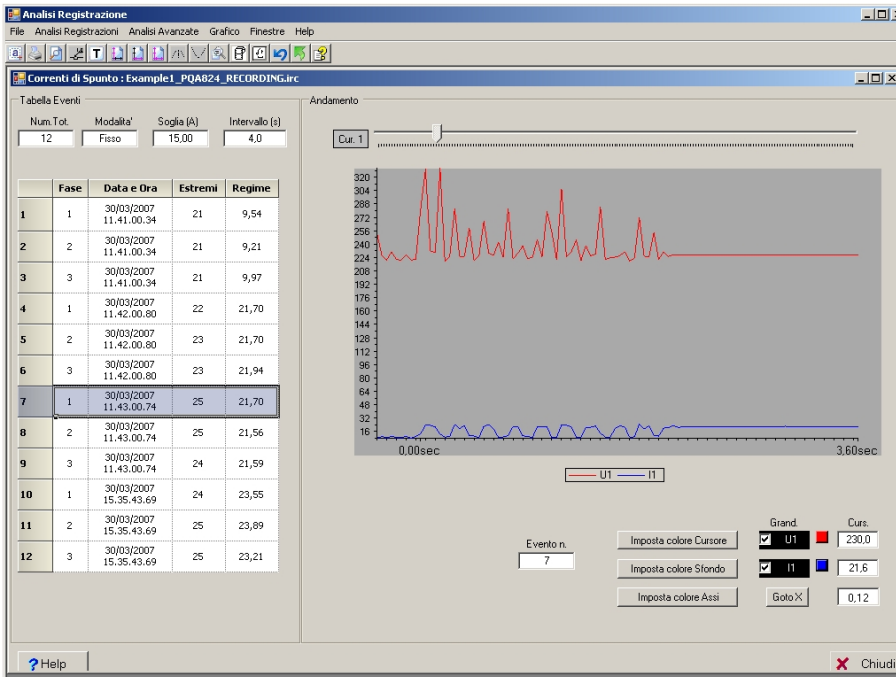 Analisi Registrazione
File Analisi Registrazioni Analisi Avanzate Grafico Finestre Help
T
Correnti di Spunto : Example1_PQA824_RECORDING.irc
Tabella Eventi
Num.Tot. Modalita' Soglia (A) Intervallo (s)
12 Fisso 15,00 4,0
Fase Data e Ora Estremi Regime
1 1 30/03/2007 11.41.00.34 21 9,54
2 2 30/03/2007 11.41.00.34 21 9,21
3 3 30/03/2007 11.41.00.34 21 9,97
4 1 30/03/2007 11.42.00.80 22 21,70
5 2 30/03/2007 11.42.00.80 23 21,70
6 3 30/03/2007 11.42.00.80 23 21,94
7 1 30/03/2007 11.43.00.74 25 21,70
8 2 30/03/2007 11.43.00.74 25 21,56
9 3 30/03/2007 11.43.00.74 24 21,59
10 1 30/03/2007 15.35.43.69 24 23,55
11 2 30/03/2007 15.35.43.69 25 23,89
12 3 30/03/2007 15.35.43.69 25 23,21
Andamento
Cur. 1
320
304
288
272
256
240
224
208
192
176
160
144
128
112
96
80
64
48
32
16
0,00sec 3,60sec
U1 I1
Evento n.
7
Imposta colore Cursore
Imposta colore Sfondo
Imposta colore Assi
Grand. Curs.
U1 230,0
I1 21,6
Goto X 0,12
? Help
Chiudi